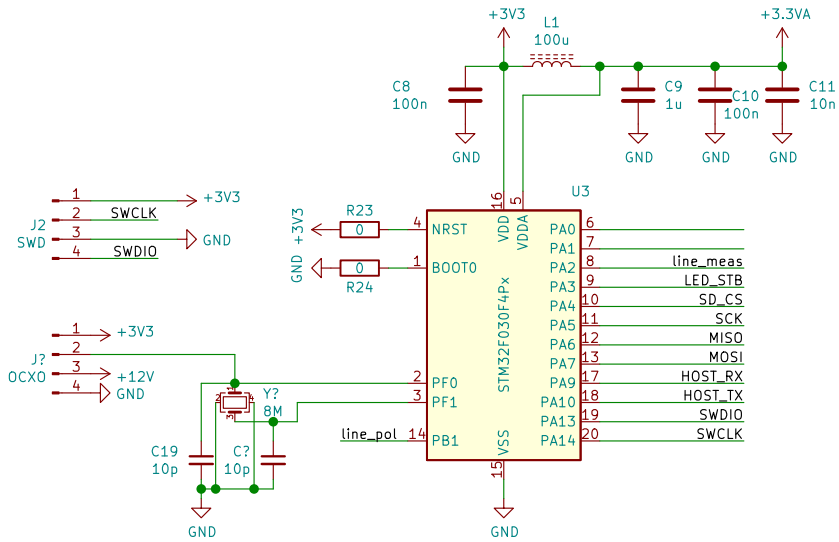 +3V3
L1
100u
+3.3VA
C8
100n
C9
1u
C10
100n
C11
10n
GND
GND
GND
GND
U3
J2
SWD
1
+3V3
2
SWCLK
3
GND
4
SWDIO
+3V3
R23
0
4
NRST
GND
R24
0
1
BOOT0
16
VDD
5
VDDA
STM32F030F4Px
PA0
6
PA1
7
PA2
8
line_meas
PA3
9
LED_STB
PA4
10
SD_CS
PA5
11
SCK
PA6
12
MISO
PA7
13
MOSI
PA9
17
HOST_RX
PA10
18
HOST_TX
PA13
19
SWDIO
PA14
20
SWCLK
J?
OCXO
1
+3V3
2
3
+12V
4
GND
Y?
8M
1
2
4
3
2
PF0
3
PF1
line_pol
14
PB1
C19
10p
C?
10p
GND
VSS
15
GND